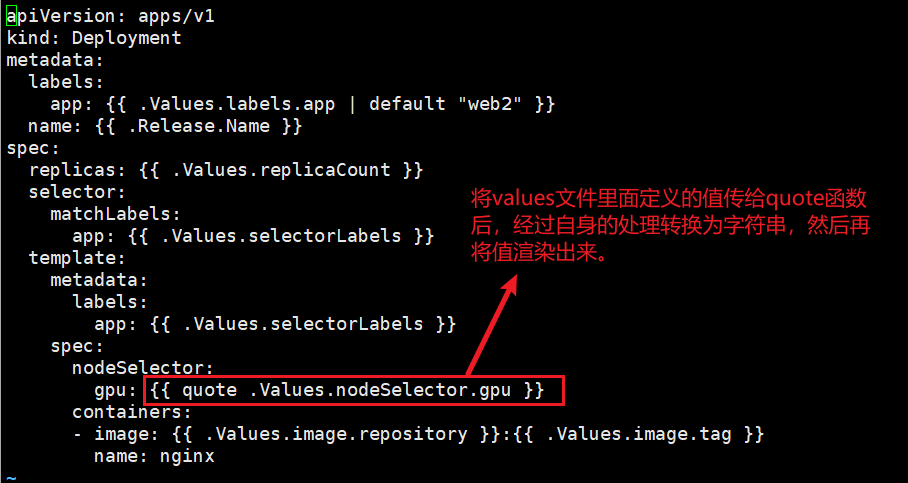 apiVersion: apps/v1
kind: Deployment
metadata:
  labels:
    app: {{ .Values.labels.app | default "web2" }}
  name: {{ .Release.Name }}
spec:
  replicas: {{ .Values.replicaCount }}
  selector:
    matchLabels:
      app: {{ .Values.selectorLabels }}
  template:
    metadata:
      labels:
        app: {{ .Values.selectorLabels }}
    spec:
      nodeSelector:
        gpu: {{ quote .Values.nodeSelector.gpu }}
      containers:
      - image: {{ .Values.image.repository }}:{{ .Values.image.tag }}
        name: nginx
~
将values文件里面定义的值传给quote函数
后，经过自身的处理转换为字符串，然后再
将值渲染出来。